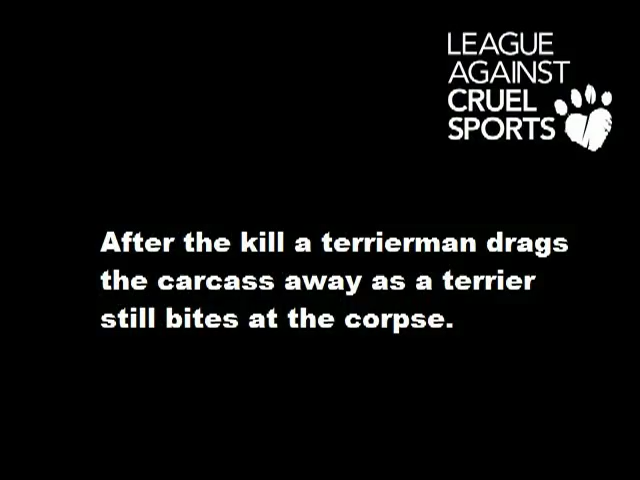 LEAGUE
AGAINST
CRUEL
SPORTS
After the kill a terrierman drags
the carcass away as a terrier
still bites at the corpse.